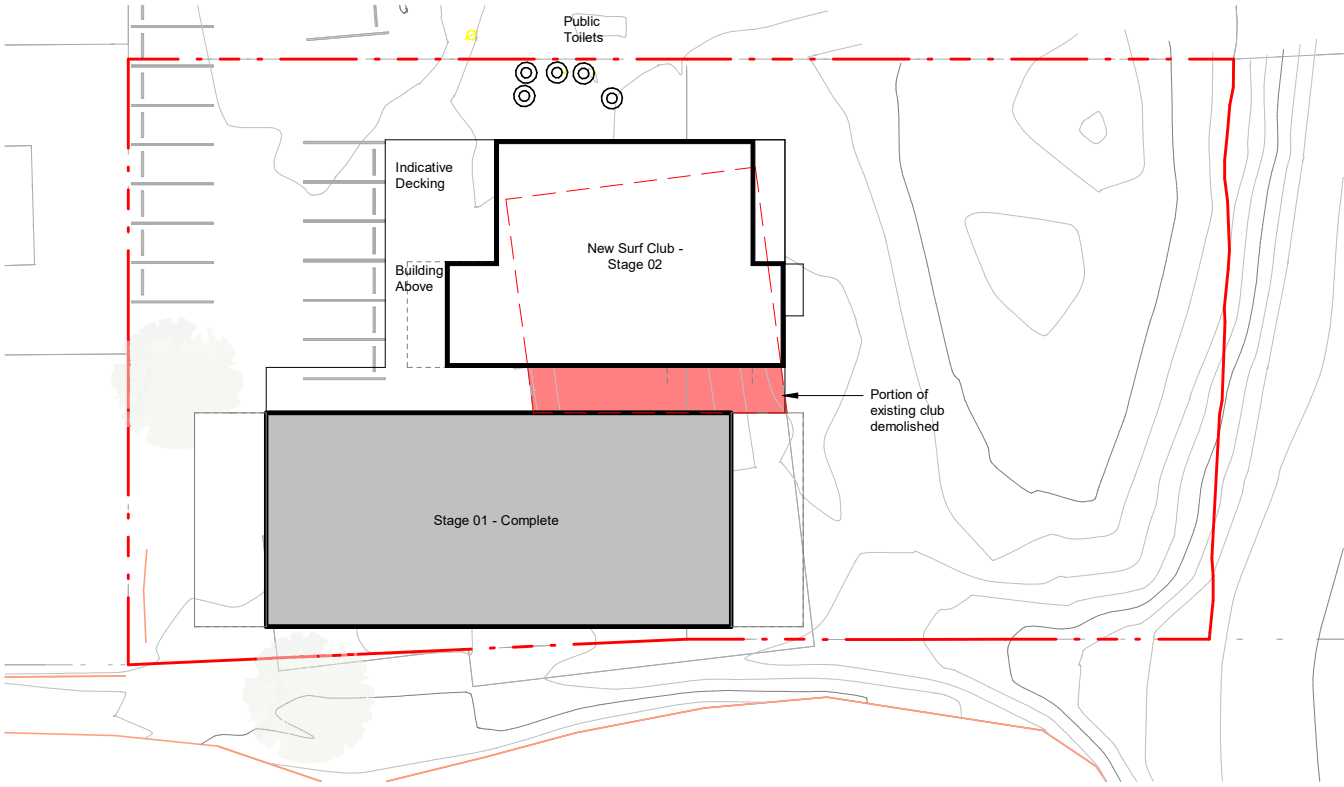 Public
Toilets
Indicative
Decking
New Surf Club -
Stage 02
Building
Above
Portion of
existing club
demolished
Stage 01 - Complete